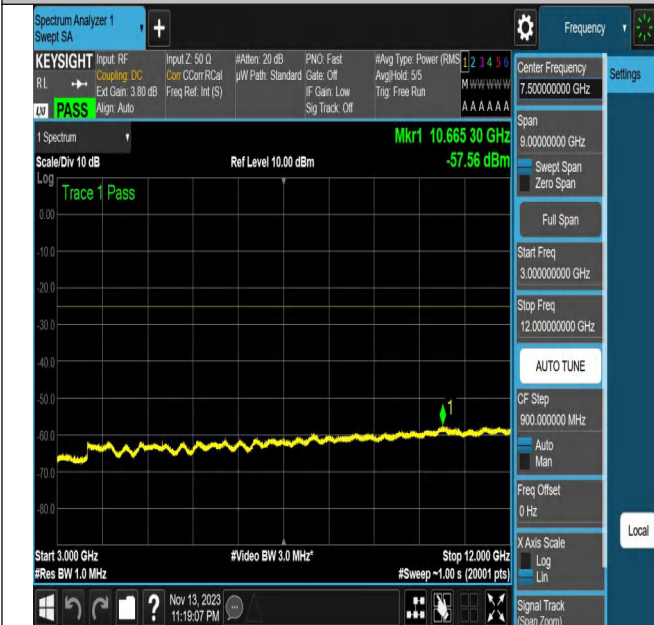 Spectrum Analyzer 1
Swept SA
+
Frequency
KEYSIGHT
RL
LXI PASS
Input: RF
Coupling: DC
Ext Gain: 3.80 dB
Align: Auto
Input Z: 50 Ω
Corr CCorr RCal
Freq Ref: Int (S)
#Atten: 20 dB
µW Path: Standard
PNO: Fast
Gate: Off
IF Gain: Low
Sig Track: Off
#Avg Type: Power (RMS
Avg|Hold: 5/5
Trig: Free Run
1 2 3 4 5 6
M W W W W W
A A A A A A
1 Spectrum
Scale/Div 10 dB
Ref Level 10.00 dBm
Mkr1 10.665 30 GHz
-57.56 dBm
Log
Trace 1 Pass
0.00
-10.0
-20.0
-30.0
-40.0
-50.0
-60.0
-70.0
-80.0
1
Start 3.000 GHz
#Res BW 1.0 MHz
#Video BW 3.0 MHz*
Stop 12.000 GHz
#Sweep ~1.00 s (20001 pts)
?
Nov 13, 2023
11:19:07 PM
Center Frequency
7.500000000 GHz
Settings
Span
9.00000000 GHz
Swept Span
Zero Span
Full Span
Start Freq
3.000000000 GHz
Stop Freq
12.000000000 GHz
AUTO TUNE
CF Step
900.000000 MHz
Auto
Man
Freq Offset
0 Hz
X Axis Scale
Log
Lin
Local
Signal Track
(Span Zoom)